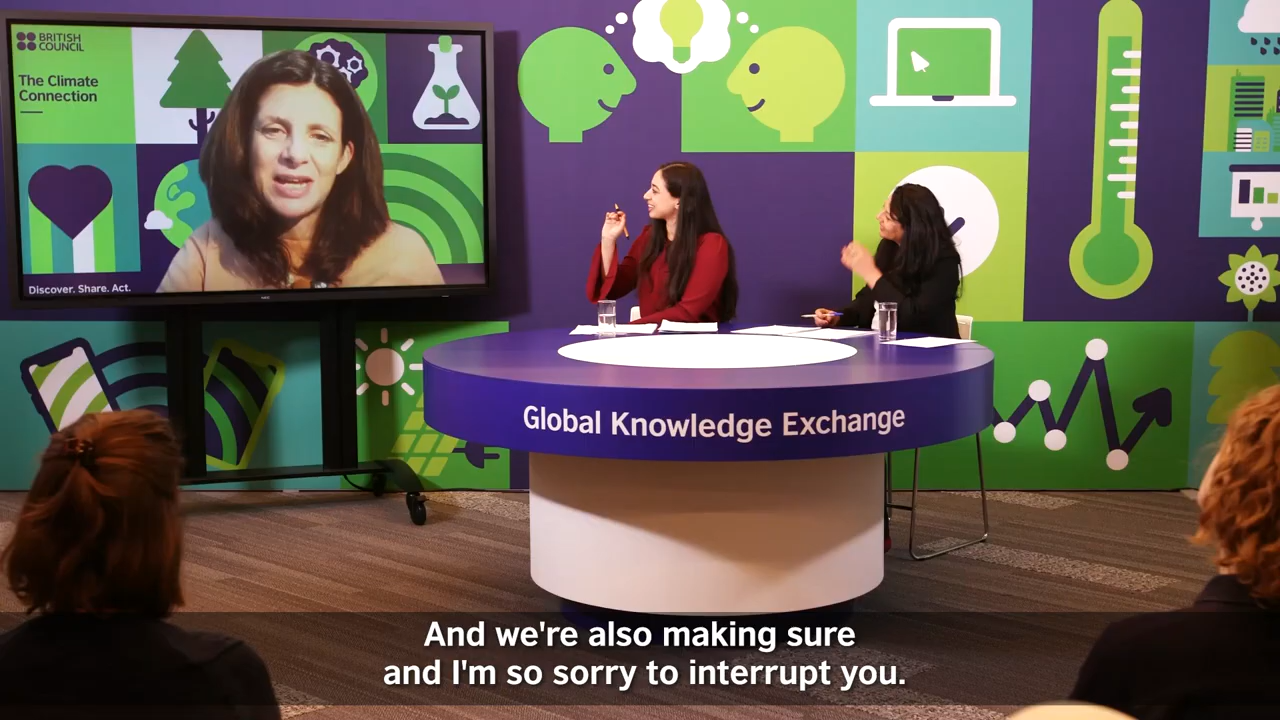 BRITISH
COUNCIL
The Climate
Connection
Discover. Share. Act.
Global Knowledge Exchange
And we're also making sure
and I'm so sorry to interrupt you.